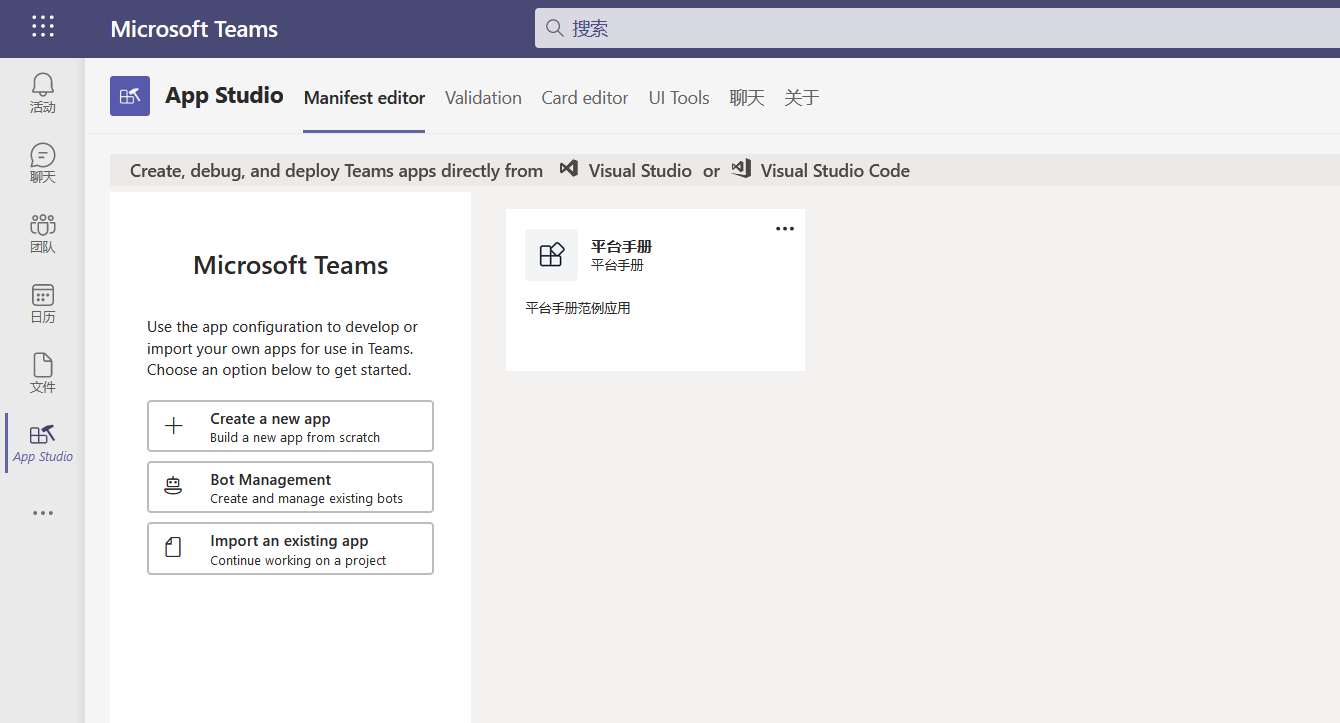 Microsoft Teams
搜索
活动
聊天
团队
日历
文件
App Studio
App Studio
Manifest editor
Validation
Card editor
UI Tools
聊天
关于
Create, debug, and deploy Teams apps directly from Visual Studio or Visual Studio Code
Microsoft Teams
Use the app configuration to develop or
import your own apps for use in Teams.
Choose an option below to get started.
Create a new app
Build a new app from scratch
Bot Management
Create and manage existing bots
Import an existing app
Continue working on a project
平台手册
平台手册
平台手册范例应用